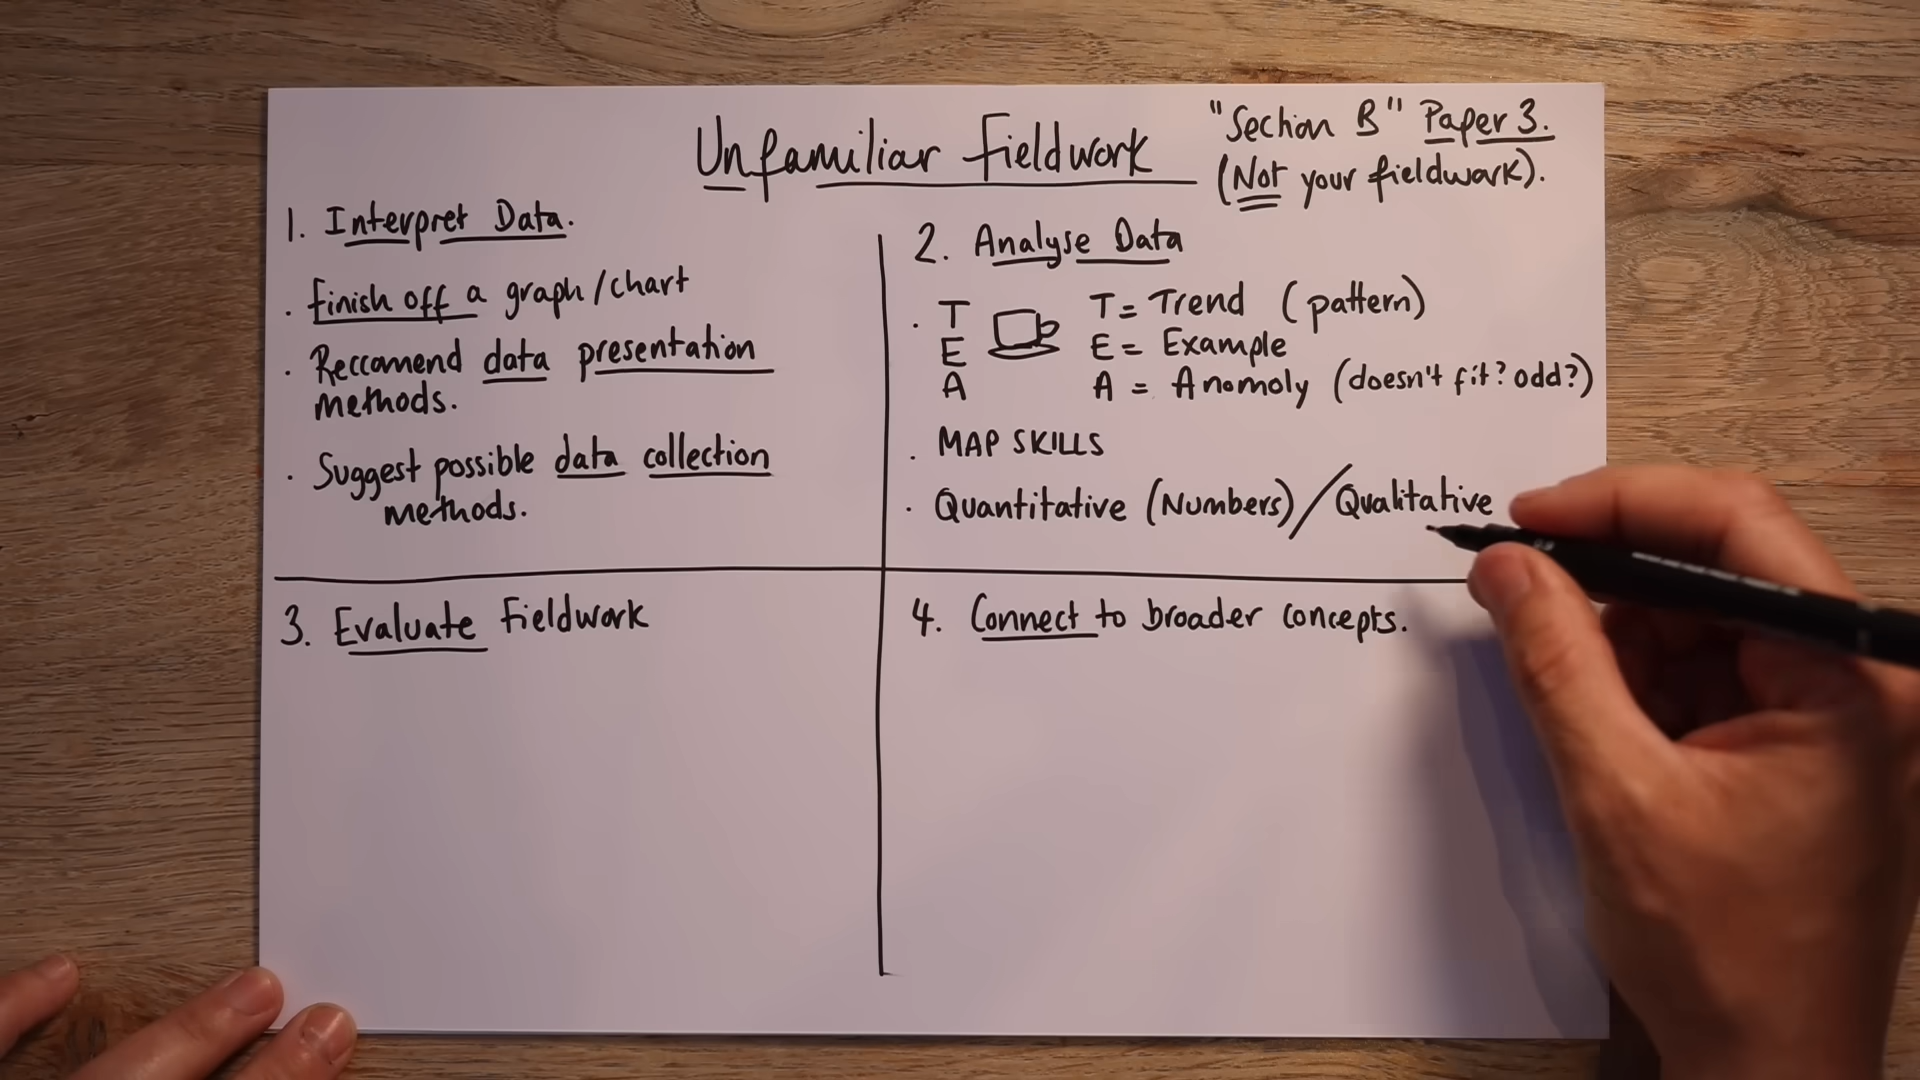 Unfamiliar Fieldwork
"Section B" Paper 3.
(Not your fieldwork).
1. Interpret Data.
· Finish off a graph/chart
· Reccomend data presentation
methods.
· Suggest possible data collection
methods.
2. Analyse Data
· T
E
A
T = Trend (pattern)
E = Example
A = Anomoly (doesn't fit? odd?)
· MAP SKILLS
· Quantitative (Numbers)/Qualitative
3. Evaluate Fieldwork
4. Connect to broader concepts.